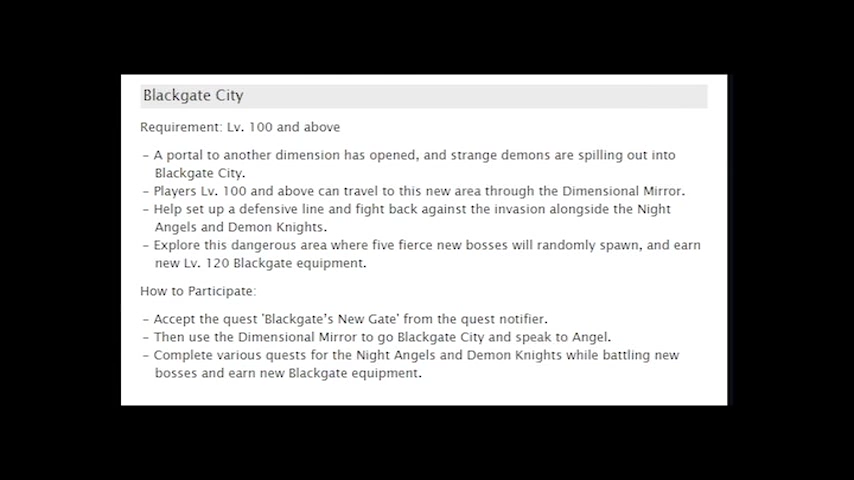 Blackgate City
Requirement: Lv. 100 and above
– A portal to another dimension has opened, and strange demons are spilling out into
Blackgate City.
– Players Lv. 100 and above can travel to this new area through the Dimensional Mirror.
– Help set up a defensive line and fight back against the invasion alongside the Night
Angels and Demon Knights.
– Explore this dangerous area where five fierce new bosses will randomly spawn, and earn
new Lv. 120 Blackgate equipment.
How to Participate:
– Accept the quest 'Blackgate's New Gate' from the quest notifier.
– Then use the Dimensional Mirror to go Blackgate City and speak to Angel.
– Complete various quests for the Night Angels and Demon Knights while battling new
bosses and earn new Blackgate equipment.